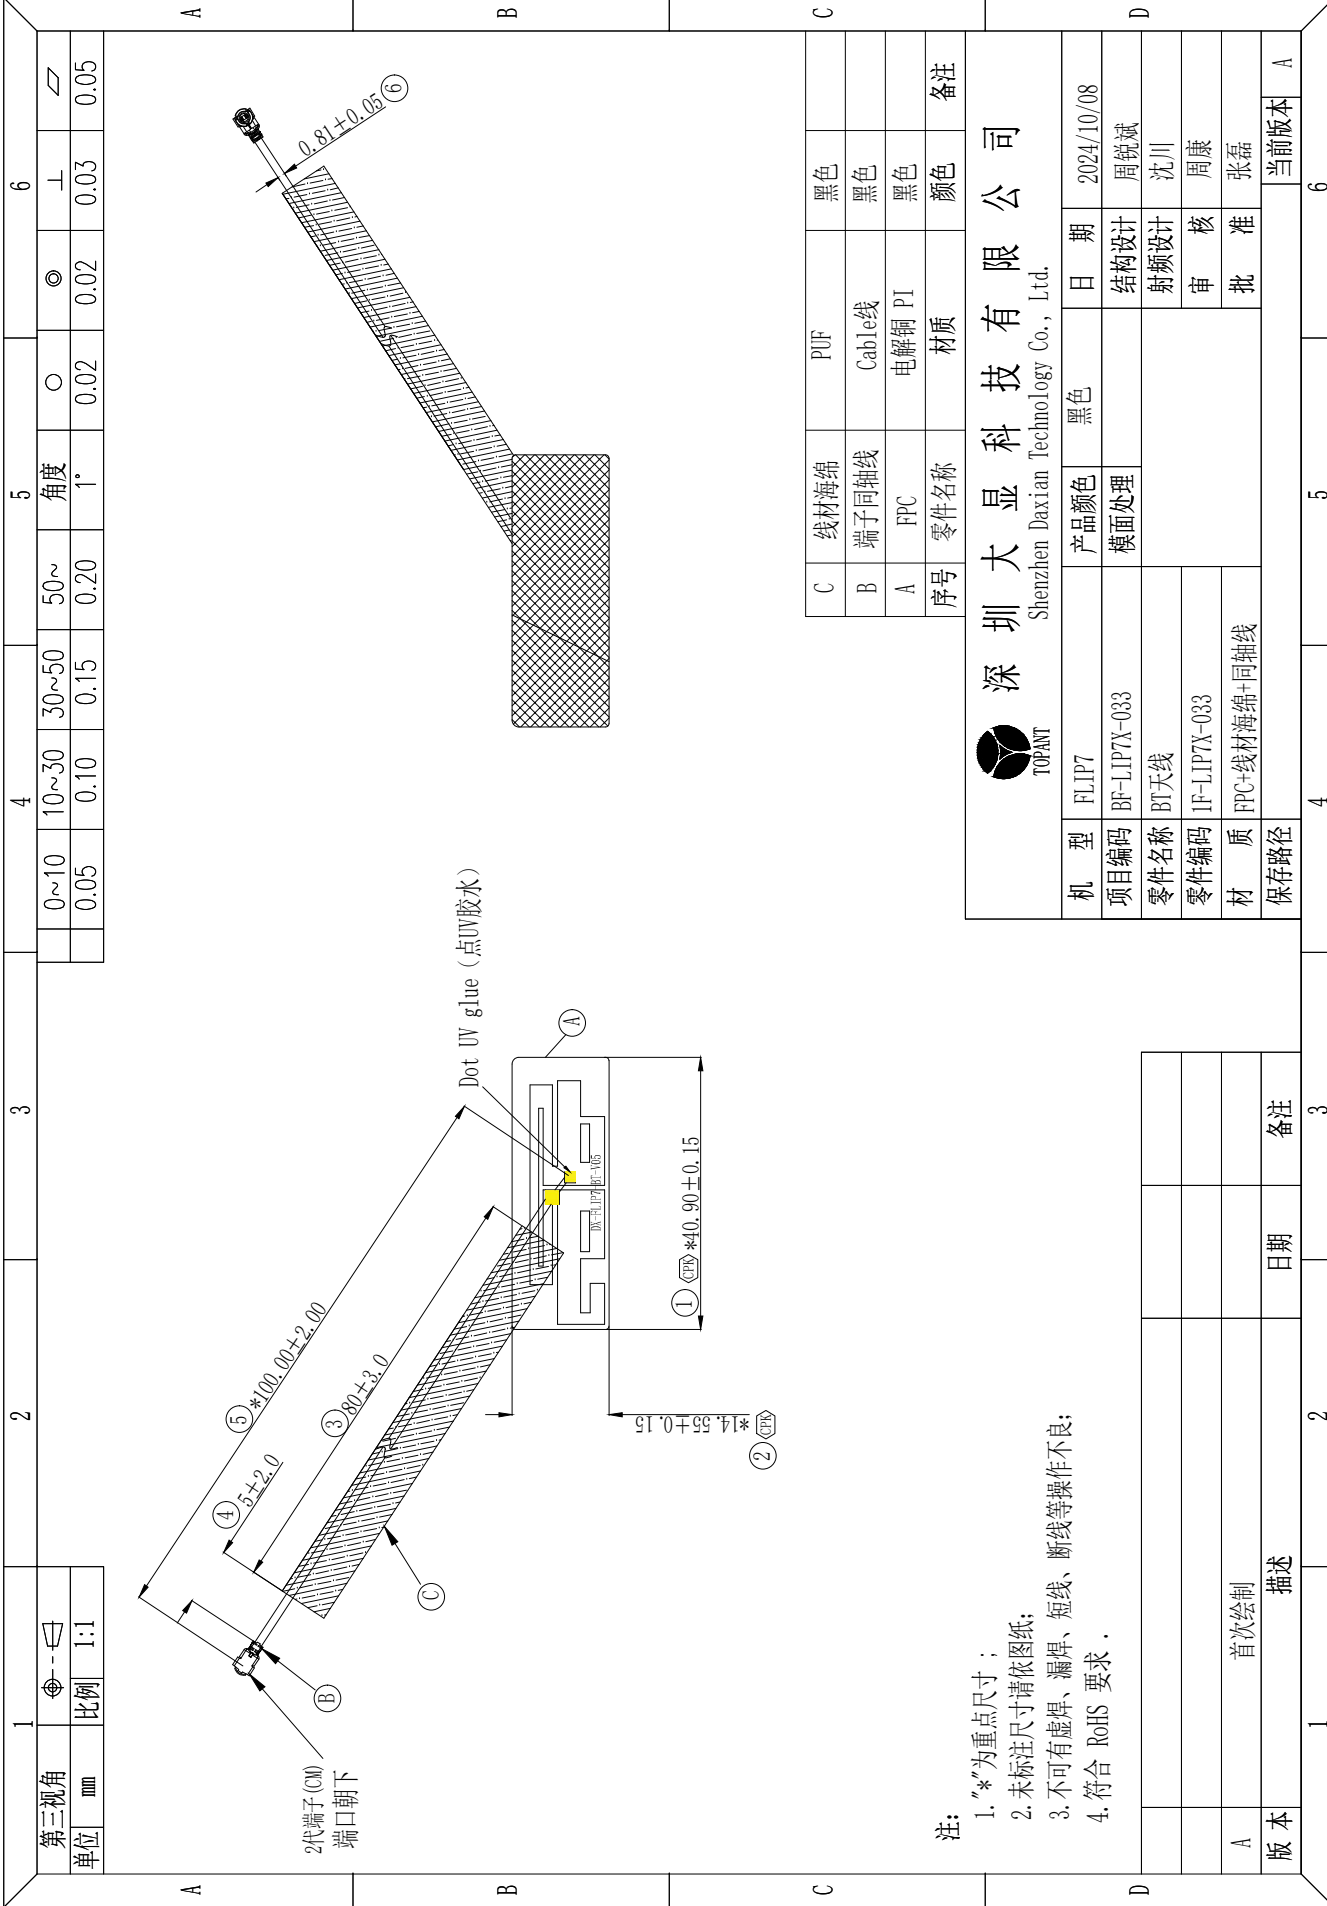 1 2 3 4 5 6
A B C D
第三视角
单位 mm 比例 1:1
0~10 10~30 30~50 50~ 角度
0.05 0.10 0.15 0.20 1° 0.02 0.02 0.03 0.05
⑤ *100.00±2.00
④ 5±2.0
③ 80±3.0
Dot UV glue (点UV胶水)
A
B
C
2代端子(CM)
端口朝下
DX-FLIP7-BT-V05
① CPK *40.90±0.15
② CPK *14.55±0.15
0.81±0.05 ⑥
注:
1. "*"为重点尺寸 ;
2. 未标注尺寸请依图纸;
3. 不可有虚焊、漏焊、短线、断线等操作不良;
4. 符合 RoHS 要求 .
C 线材海绵 PUF 黑色
B 端子同轴线 Cable线 黑色
A FPC 电解铜 PI 黑色
序号 零件名称 材质 颜色 备注
TOPANT
深圳大显科技有限公司
Shenzhen Daxian Technology Co., Ltd.
机型 FLIP7 产品颜色 黑色 日期 2024/10/08
项目编码 BF-LIP7X-033 模面处理 结构设计 周锐斌
零件名称 BT天线 射频设计 沈川
零件编码 1F-LIP7X-033 审核 周康
材质 FPC+线材海绵+同轴线 批准 张磊
保存路径 当前版本 A
A 首次绘制
版本 描述 日期 备注
A B C D
1 2 3 4 5 6